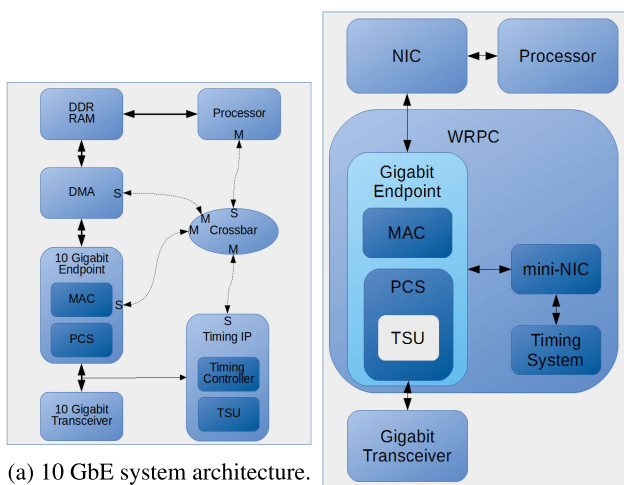 DDR
RAM
Processor
M
DMA
S
S
M
M
Crossbar
M
10 Gigabit
Endpoint
MAC
S
PCS
S
Timing IP
Timing
Controller
TSU
10 Gigabit
Transceiver
(a) 10 GbE system architecture.
NIC
Processor
WRPC
Gigabit
Endpoint
MAC
PCS
TSU
mini-NIC
Timing
System
Gigabit
Transceiver